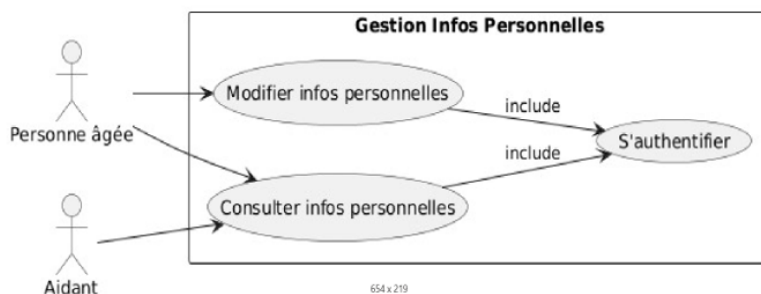 Gestion Infos Personnelles
Modifier infos personnelles
include
Personne âgée
S'authentifier
include
Consulter infos personnelles
Aidant
654 x 219